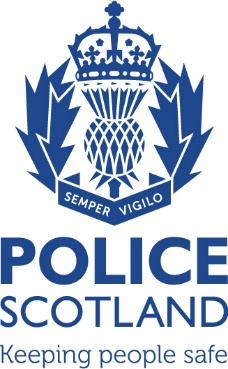 SEMPER VIGILO
POLICE
SCOTLAND
Keeping people safe